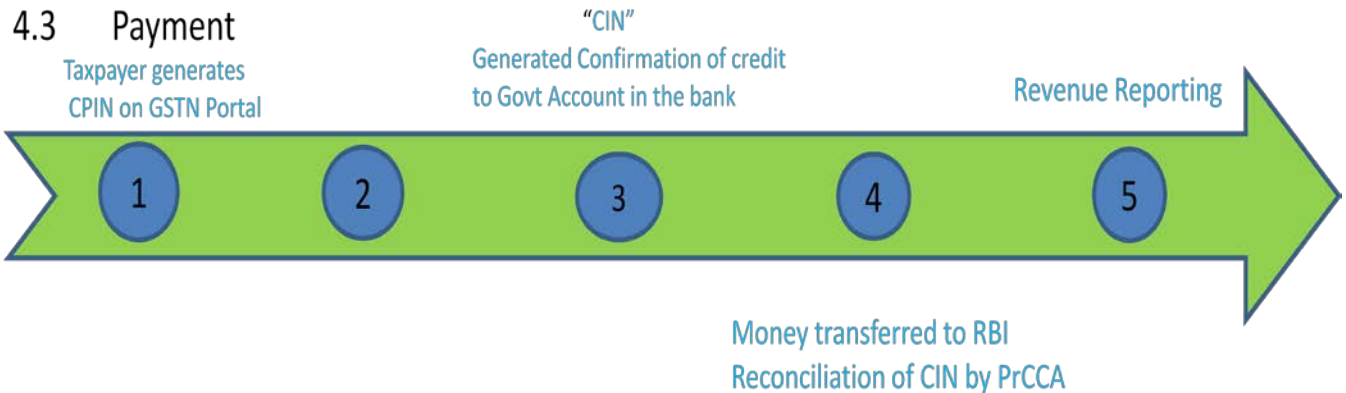 4.3 Payment
Taxpayer generates
CPIN on GSTN Portal
“CIN”
Generated Confirmation of credit
to Govt Account in the bank
Revenue Reporting
1
2
3
4
5
Money transferred to RBI
Reconciliation of CIN by PrCCA